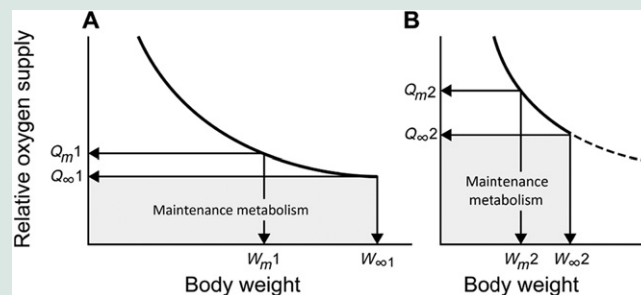 A
B
Relative oxygen supply
Qm1
Q∞1
Maintenance metabolism
Wm1
W∞1
Body weight
Qm2
Q∞2
Maintenance
metabolism
Wm2
W∞2
Body weight